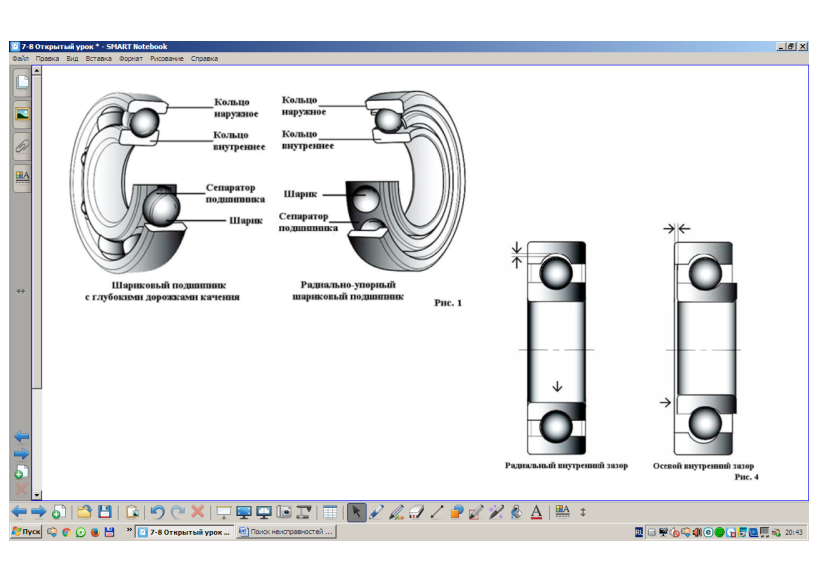 7-8 Открытый урок * - SMART Notebook
Файл Правка Вид Вставка Формат Рисование Справка
Кольцо
наружное
Кольцо
внутреннее
Сепаратор
подшипника
Шарик
Шариковый подшипник
с глубокими дорожками качения
Кольцо
наружное
Кольцо
внутреннее
Шарик
Сепаратор
подшипника
Радиально-упорный
шариковый подшипник
Рис. 1
Радиальный внутренний зазор
Осевой внутренний зазор
Рис. 4
Пуск
7-8 Открытый урок ...
Поиск неисправностей ...
RL
20:43